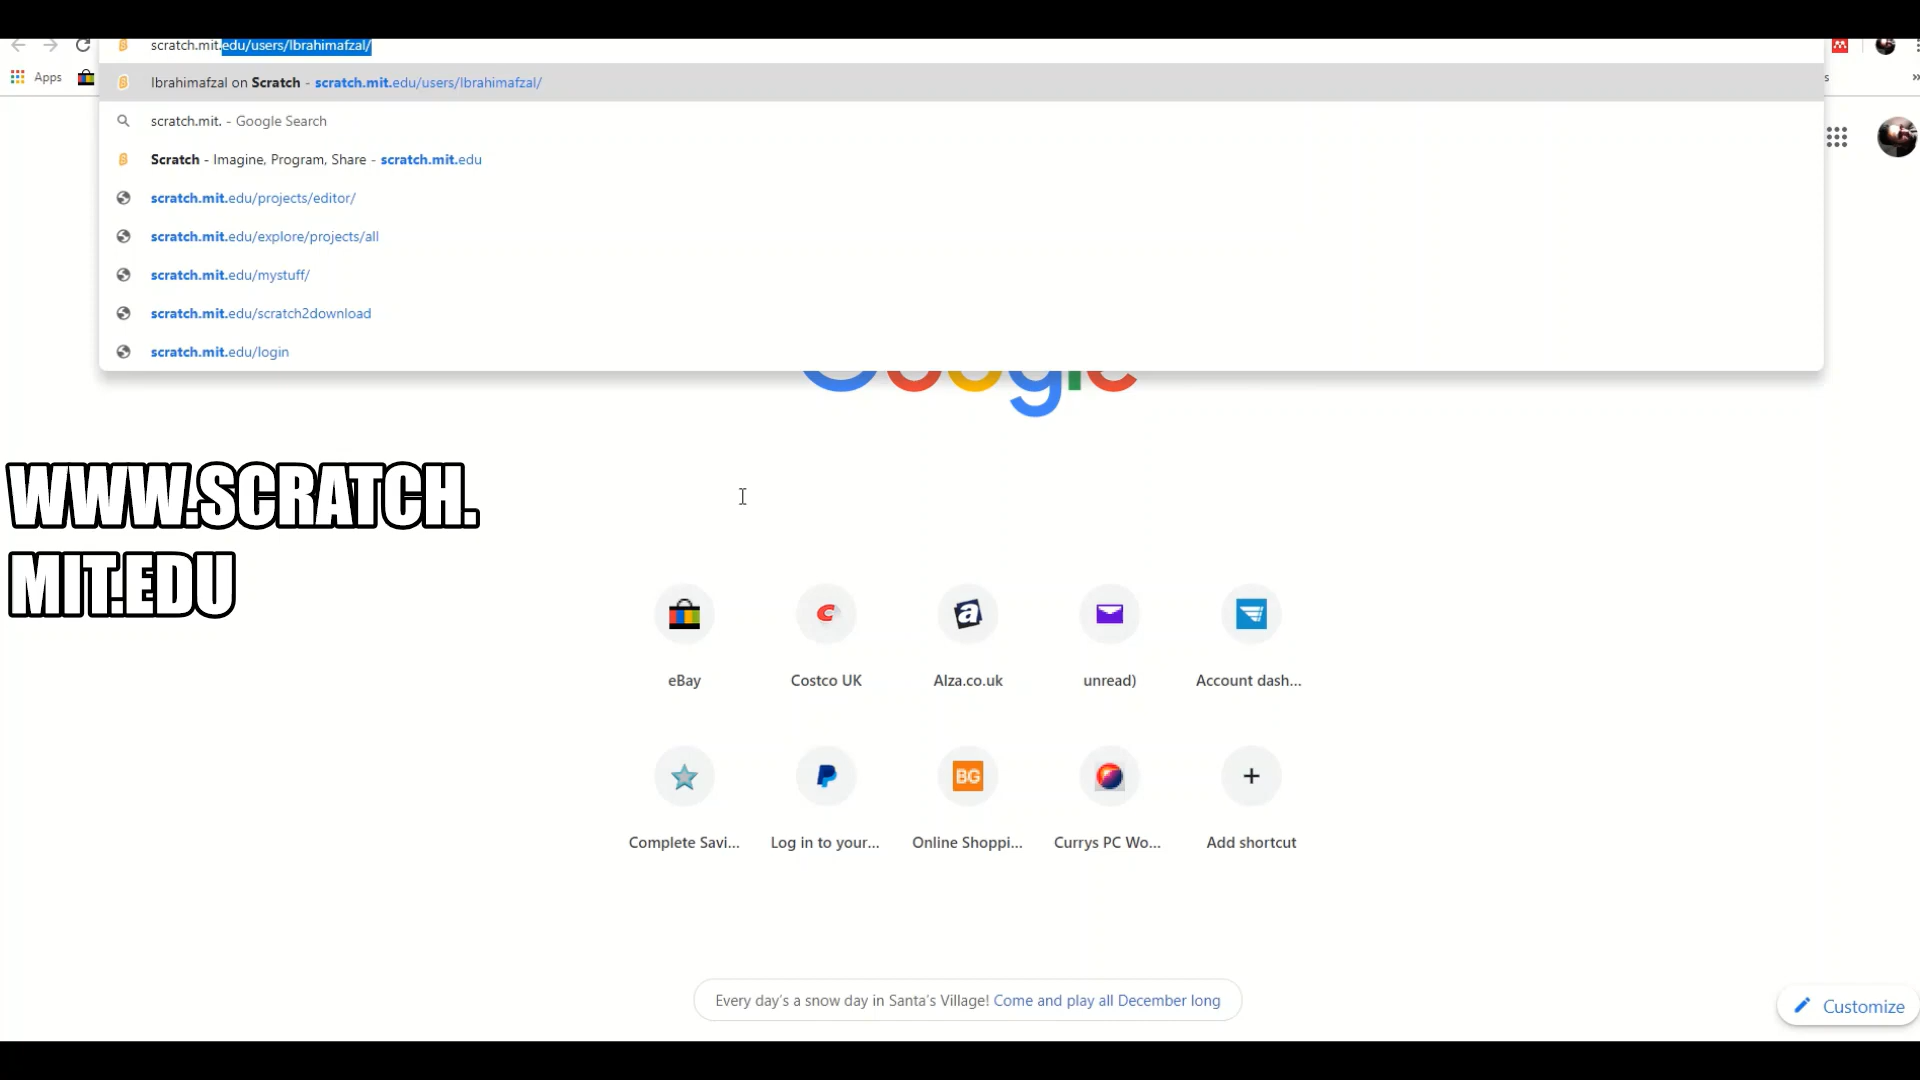 scratch.mit.edu/users/Ibrahimafzal/
Apps
Ibrahimafzal on Scratch - scratch.mit.edu/users/Ibrahimafzal/
scratch.mit. - Google Search
Scratch - Imagine, Program, Share - scratch.mit.edu
scratch.mit.edu/projects/editor/
scratch.mit.edu/explore/projects/all
scratch.mit.edu/mystuff/
scratch.mit.edu/scratch2download
scratch.mit.edu/login
Google
WWW.SCRATCH.
MIT.EDU
eBay Costco UK Alza.co.uk unread) Account dash...
BG
Complete Savi... Log in to your... Online Shoppi... Currys PC Wo... Add shortcut
Every day's a snow day in Santa's Village! Come and play all December long
Customize